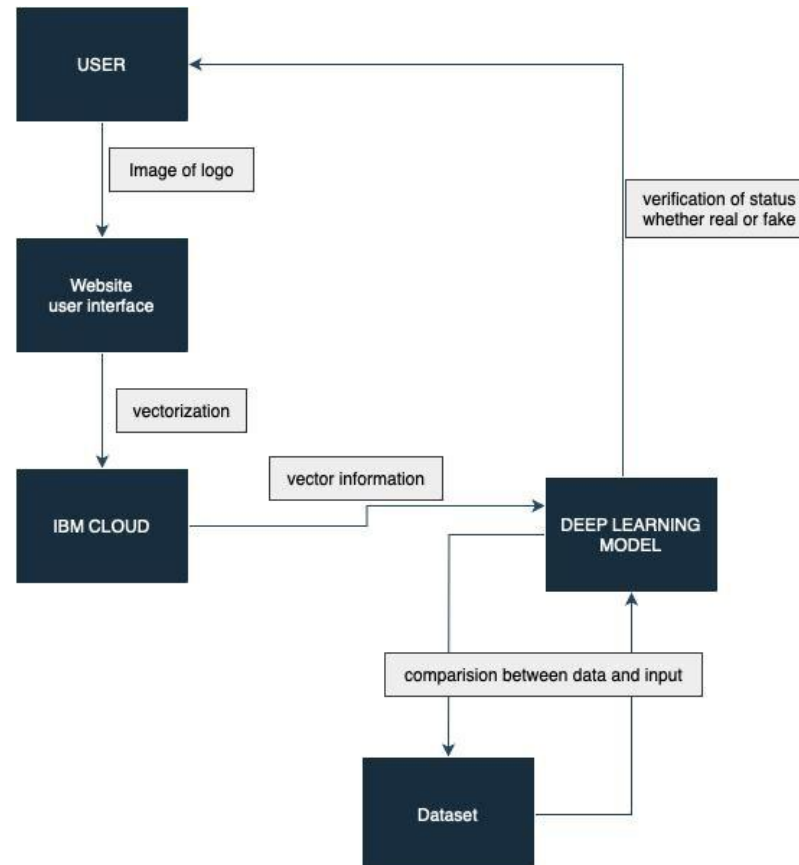 USER
Image of logo
verification of status
whether real or fake
Website
user interface
vectorization
vector information
IBM CLOUD
DEEP LEARNING
MODEL
comparision between data and input
Dataset